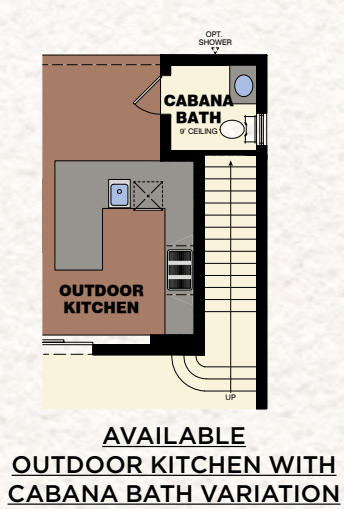 OPT.
SHOWER
CABANA
BATH
9' CEILING
OUTDOOR
KITCHEN
UP
AVAILABLE
OUTDOOR KITCHEN WITH
CABANA BATH VARIATION